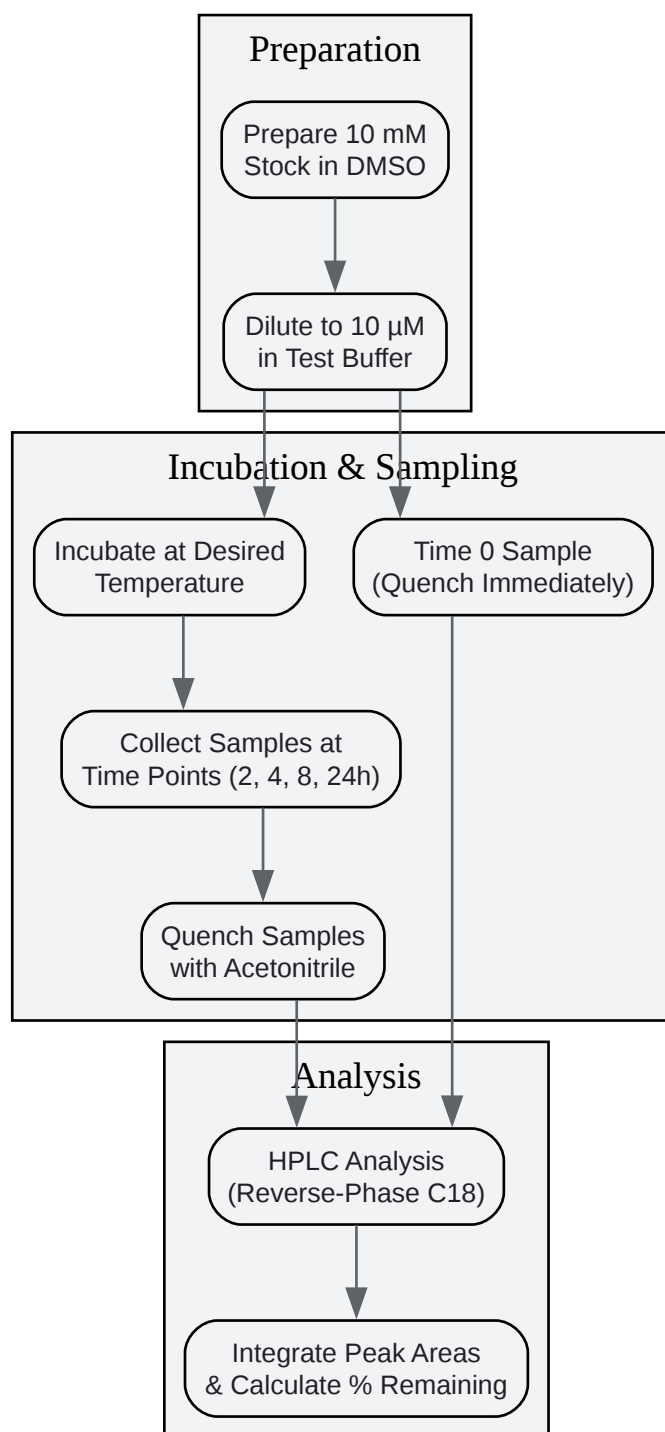 Preparation
Prepare 10 mM
Stock in DMSO
Dilute to 10 µM
in Test Buffer
Incubation & Sampling
Incubate at Desired
Temperature
Time 0 Sample
(Quench Immediately)
Collect Samples at
Time Points (2, 4, 8, 24h)
Quench Samples
with Acetonitrile
Analysis
HPLC Analysis
(Reverse-Phase C18)
Integrate Peak Areas
& Calculate % Remaining